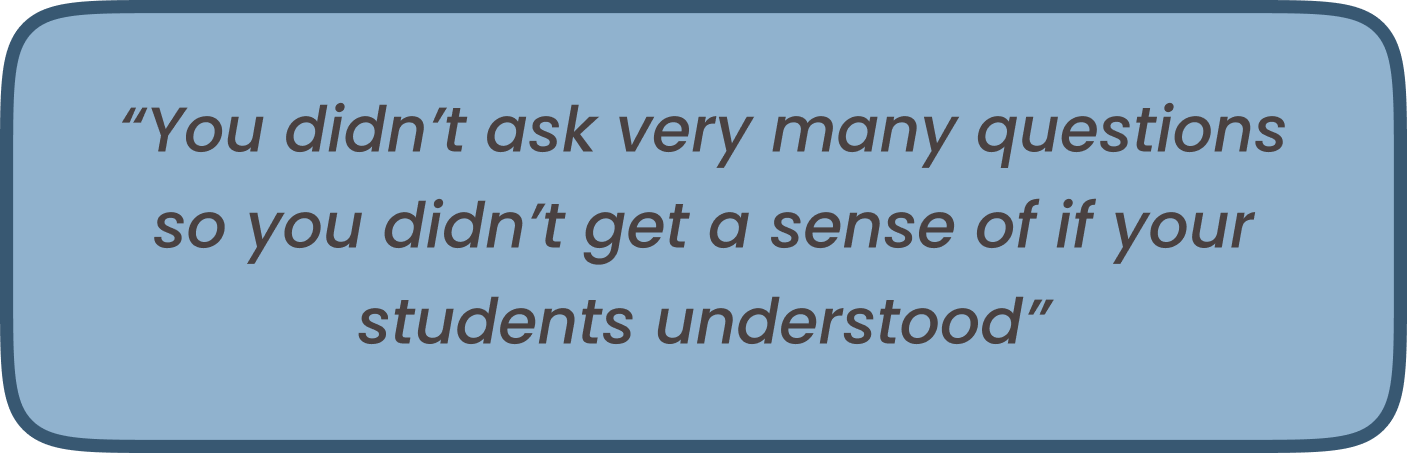 “You didn’t ask very many questions
so you didn’t get a sense of if your
students understood”